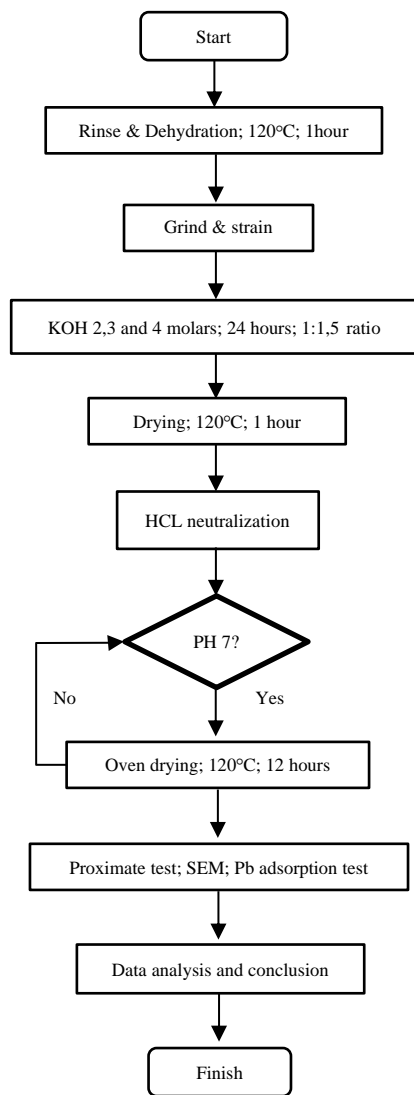 Start
Rinse & Dehydration; 120°C; 1hour
Grind & strain
KOH 2,3 and 4 molars; 24 hours; 1:1,5 ratio
Drying; 120°C; 1 hour
HCL neutralization
PH 7?
No
Yes
Oven drying; 120°C; 12 hours
Proximate test; SEM; Pb adsorption test
Data analysis and conclusion
Finish